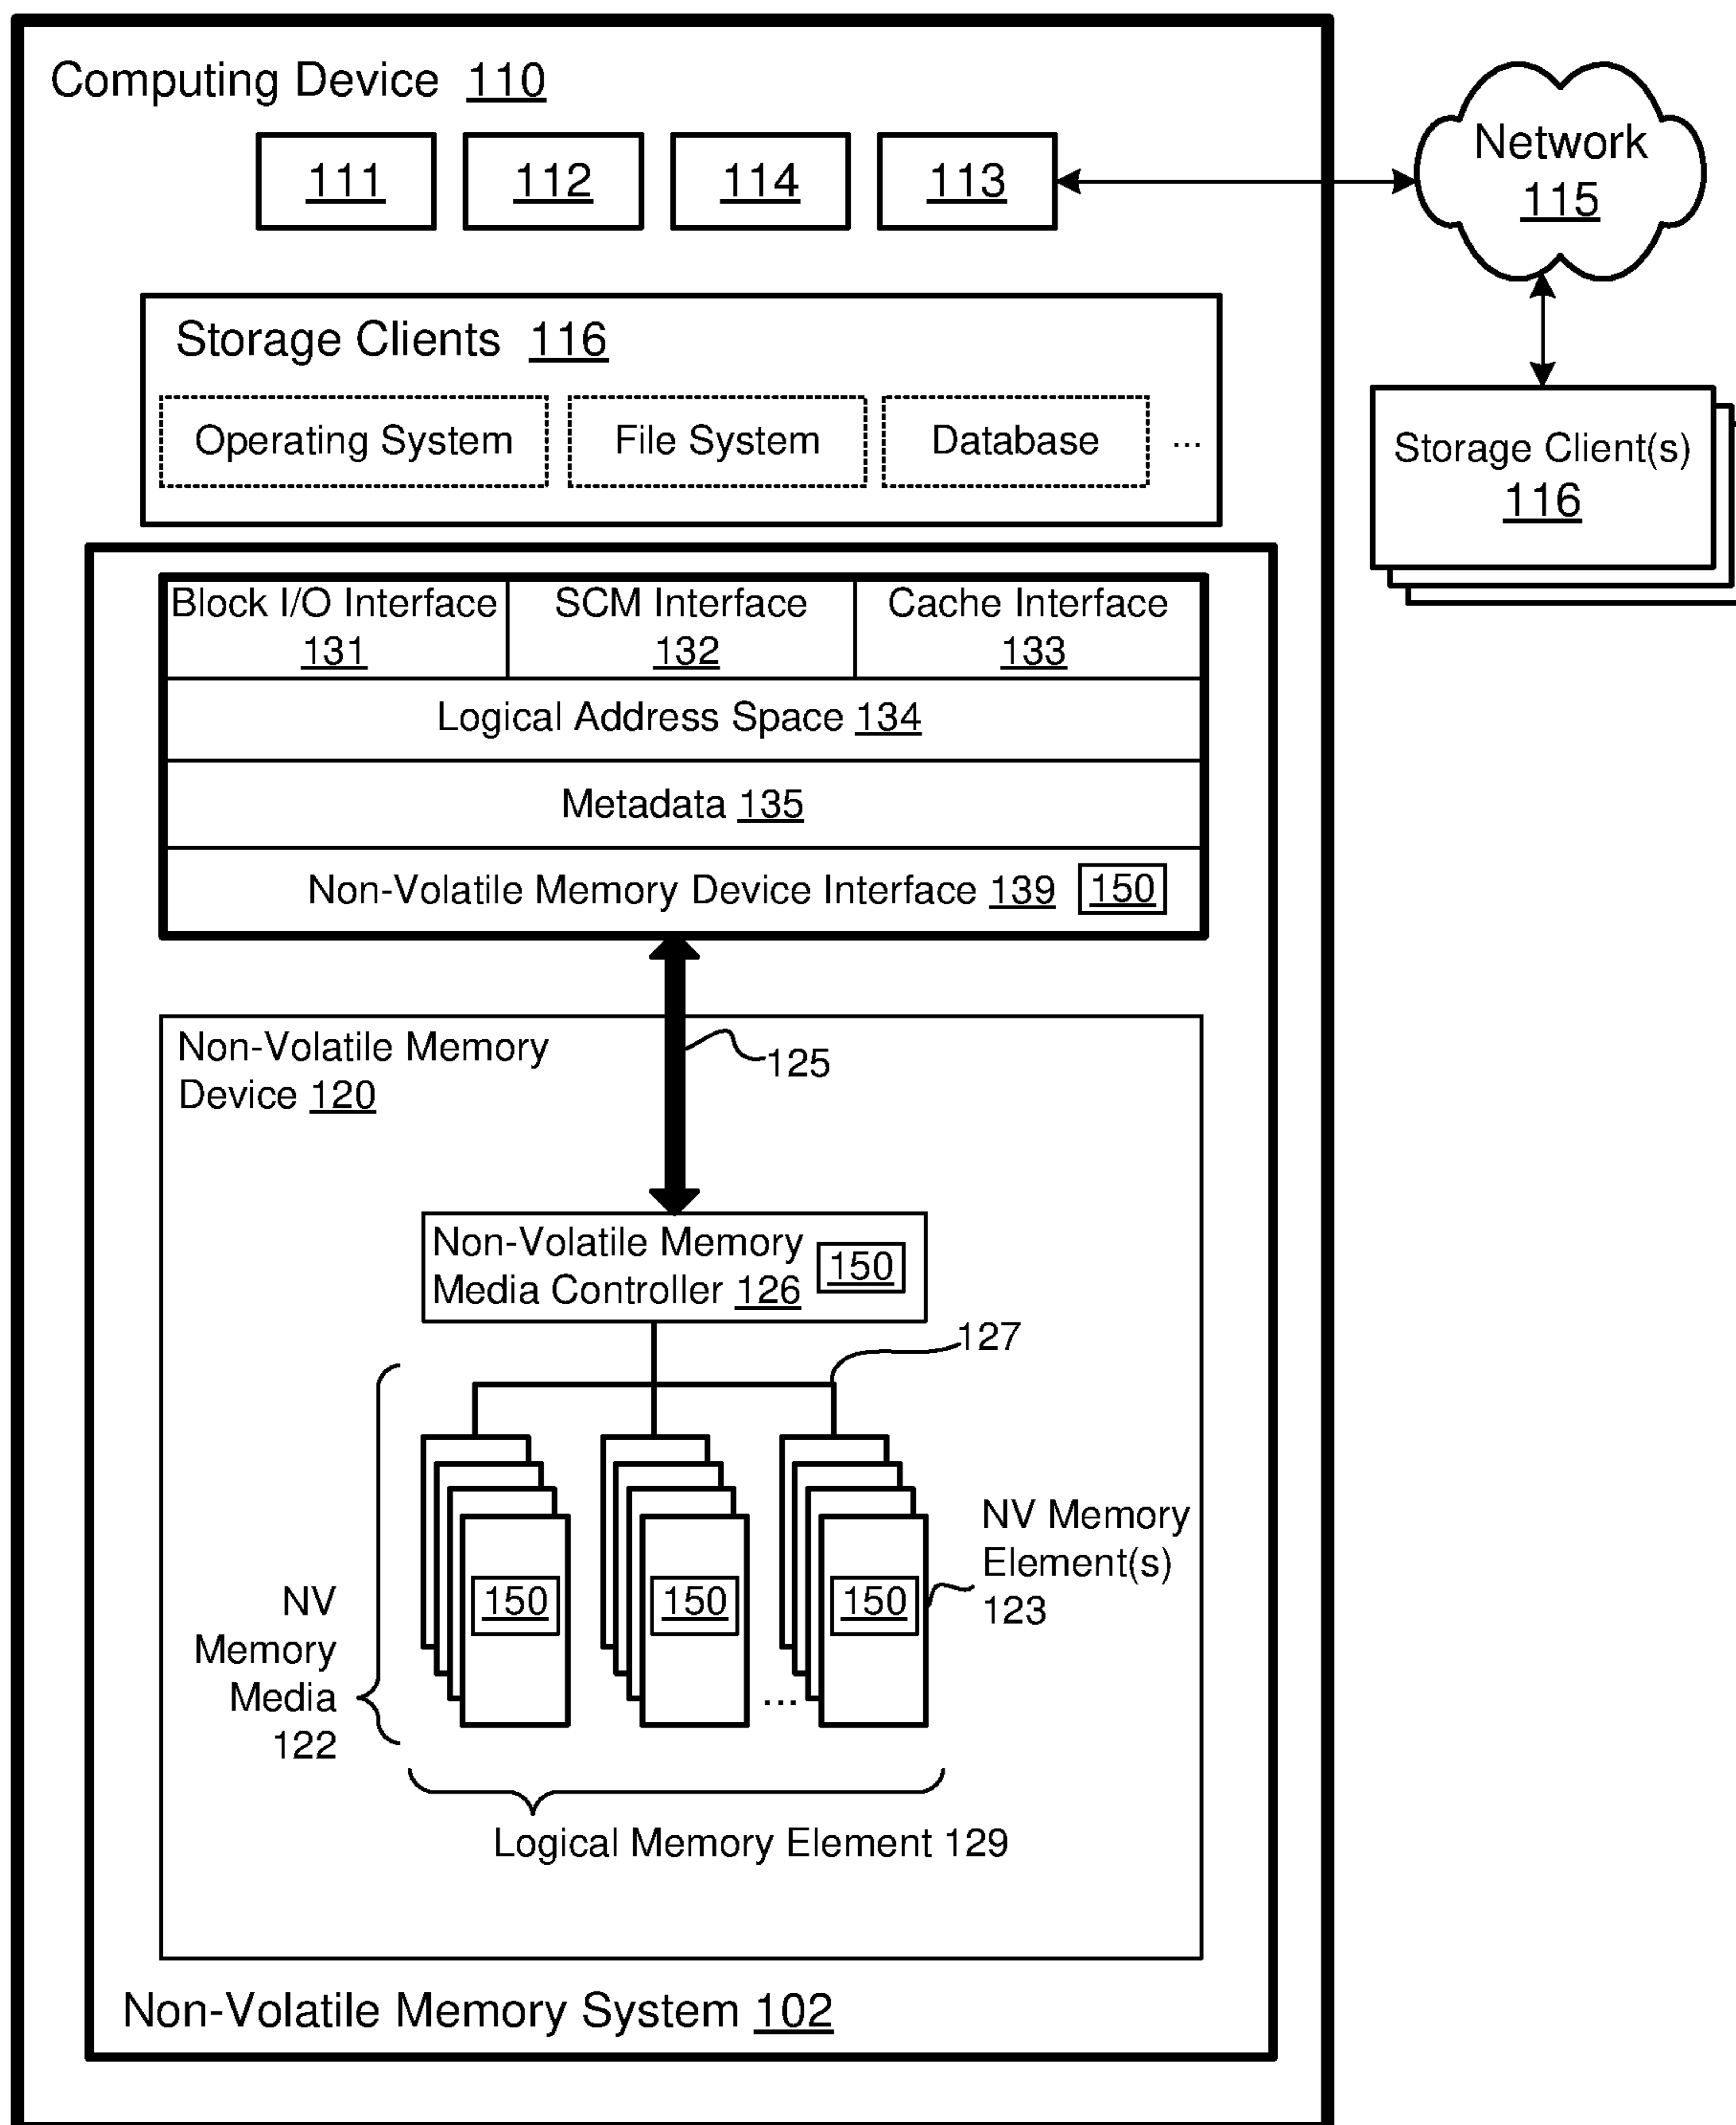 Computing Device 110
111 112 114 113
Network
115
Storage Clients 116
Operating System File System Database ...
Storage Client(s)
116
Block I/O Interface
131
SCM Interface
132
Cache Interface
133
Logical Address Space 134
Metadata 135
Non-Volatile Memory Device Interface 139 150
Non-Volatile Memory
Device 120
125
Non-Volatile Memory
Media Controller 126
150
127
150 150 ... 150
NV Memory
Element(s)
123
NV
Memory
Media
122
Logical Memory Element 129
Non-Volatile Memory System 102